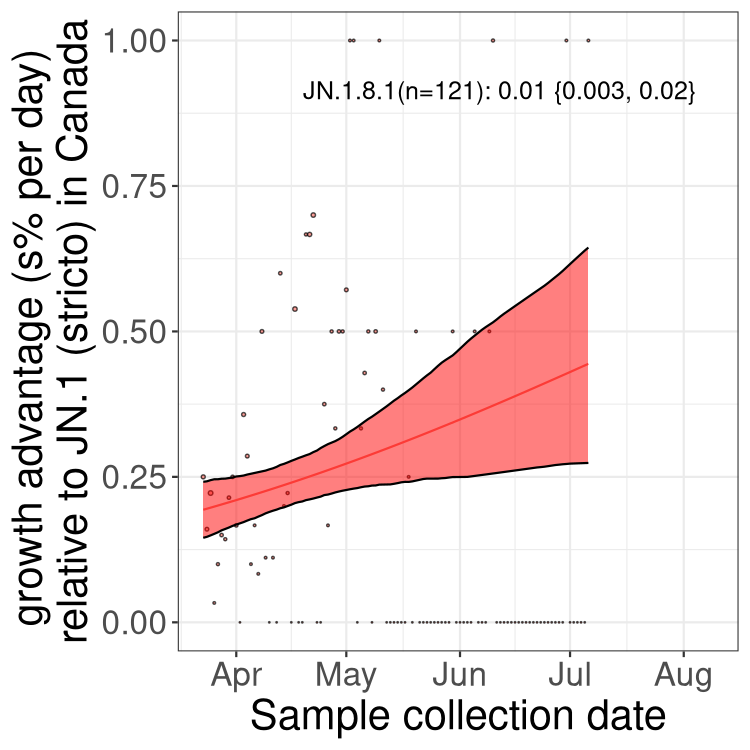 growth advantage (s% per day)
relative to JN.1 (stricto) in Canada
1.00
0.75
0.50
0.25
0.00
JN.1.8.1(n=121): 0.01 {0.003, 0.02}
Apr May Jun Jul Aug
Sample collection date